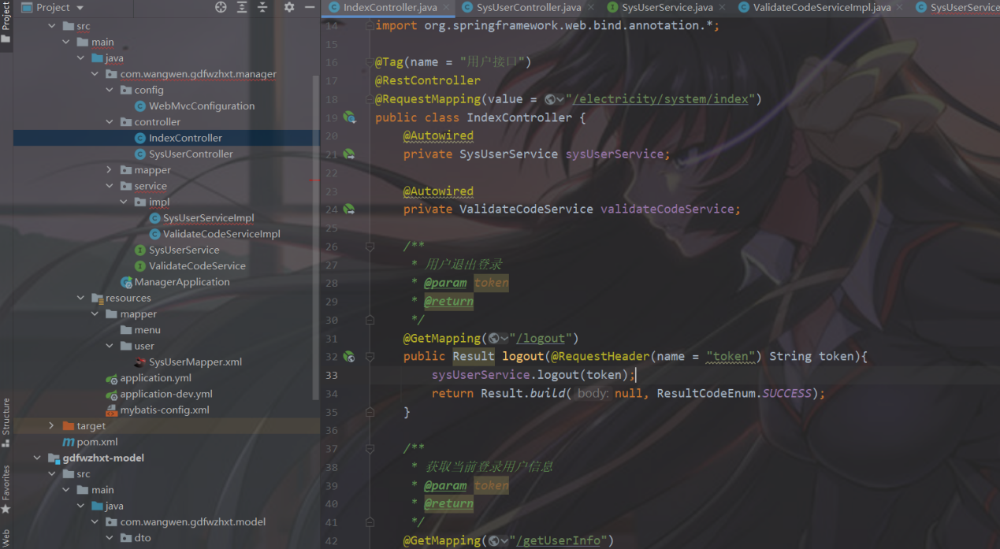 Project
IndexController.java
SysUserController.java
SysUserService.java
ValidateCodeServiceImpl.java
SysUserService
Project
Structure
Favorites
Web
src
main
java
com.wangwen.gdfwzhxt.manager
config
WebMvcConfiguration
controller
IndexController
SysUserController
mapper
service
impl
SysUserServiceImpl
ValidateCodeServiceImpl
SysUserService
ValidateCodeService
ManagerApplication
resources
mapper
menu
user
SysUserMapper.xml
application.yml
application-dev.yml
mybatis-config.xml
target
pom.xml
gdfwzhxt-model
src
main
java
com.wangwen.gdfwzhxt.model
dto
14 import org.springframework.web.bind.annotation.*;
15
16 @Tag(name = "用户接口")
17 @RestController
18 @RequestMapping(value = "/electricity/system/index")
19 public class IndexController {
20 @Autowired
21 private SysUserService sysUserService;
22
23 @Autowired
24 private ValidateCodeService validateCodeService;
25
26 /**
27 * 用户退出登录
28 * @param token
29 * @return
30 */
31 @GetMapping("/logout")
32 public Result logout(@RequestHeader(name = "token") String token){
33 sysUserService.logout(token);
34 return Result.build( body: null, ResultCodeEnum.SUCCESS);
35 }
36
37 /**
38 * 获取当前登录用户信息
39 * @param token
40 * @return
41 */
42 @GetMapping("/getUserInfo")